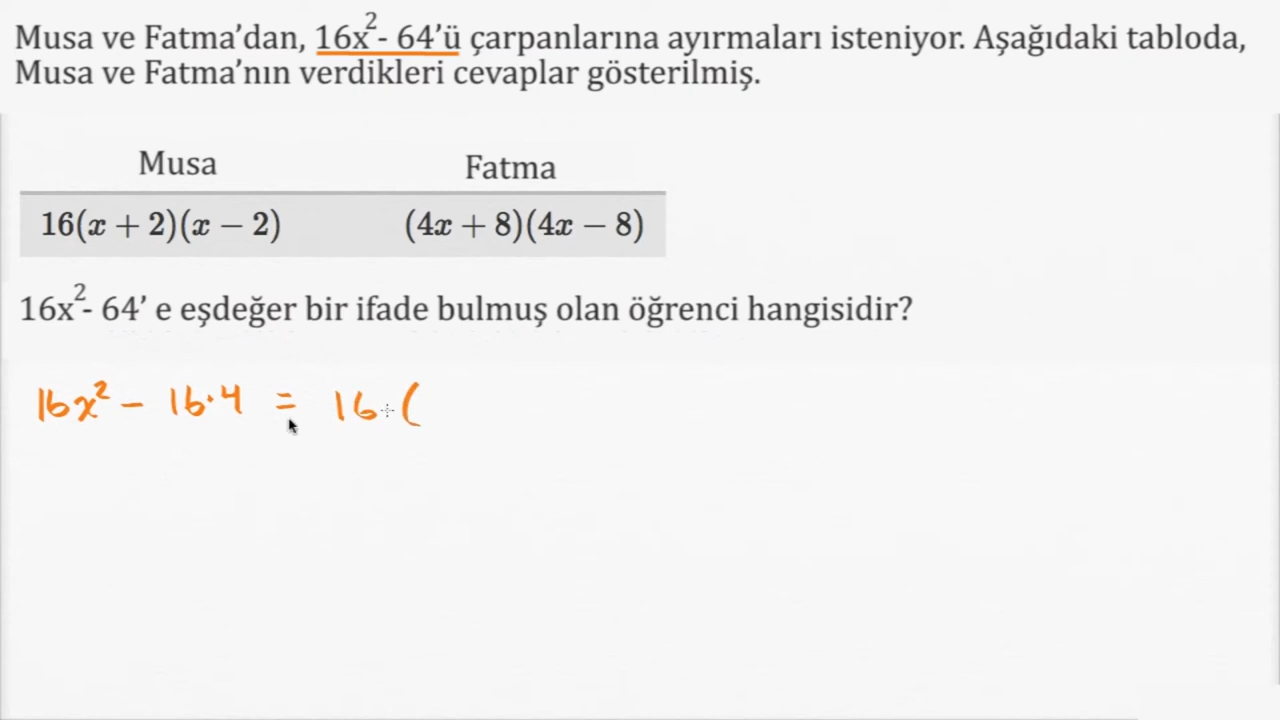 Musa ve Fatma’dan, 16x²- 64’ü çarpanlarına ayırmaları isteniyor. Aşağıdaki tabloda,
Musa ve Fatma’nın verdikleri cevaplar gösterilmiş.
Musa Fatma
16(x + 2)(x − 2) (4x + 8)(4x − 8)
16x²- 64’ e eşdeğer bir ifade bulmuş olan öğrenci hangisidir?
16x² - 16·4 = 16·(